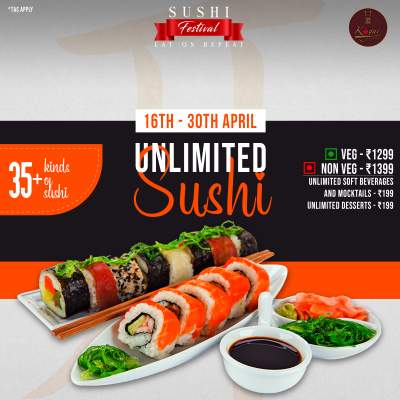 *T&C APPLY
SUSHI
Festival
EAT ON REPEAT
16TH - 30TH APRIL
UNLIMITED
Sushi
35+ kinds
of
sushi
VEG - ₹1299
NON VEG - ₹1399
UNLIMITED SOFT BEVERAGES
AND MOCKTAILS - ₹199
UNLIMITED DESSERTS - ₹199